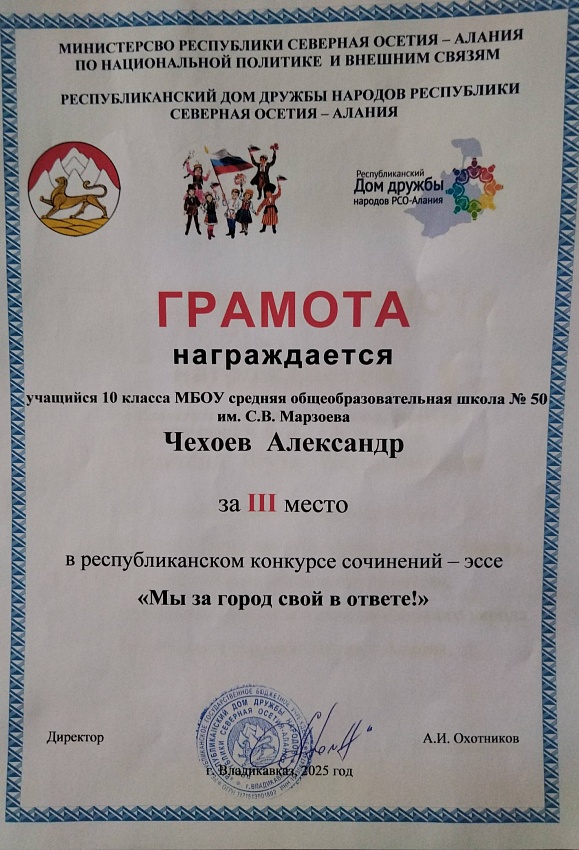 МИНИСТЕРСВО РЕСПУБЛИКИ СЕВЕРНАЯ ОСЕТИЯ – АЛАНИЯ
ПО НАЦИОНАЛЬНОЙ ПОЛИТИКЕ И ВНЕШНИМ СВЯЗЯМ
РЕСПУБЛИКАНСКИЙ ДОМ ДРУЖБЫ НАРОДОВ РЕСПУБЛИКИ
СЕВЕРНАЯ ОСЕТИЯ – АЛАНИЯ
Республиканский
Дом дружбы
народов РСО-Алания
ГРАМОТА
награждается
учащийся 10 класса МБОУ средняя общеобразовательная школа № 50
им. С.В. Марзоева
Чехоев Александр
за III место
в республиканском конкурсе сочинений – эссе
«Мы за город свой в ответе!»
Директор
А.И. Охотников
г. Владикавказ, 2025 год